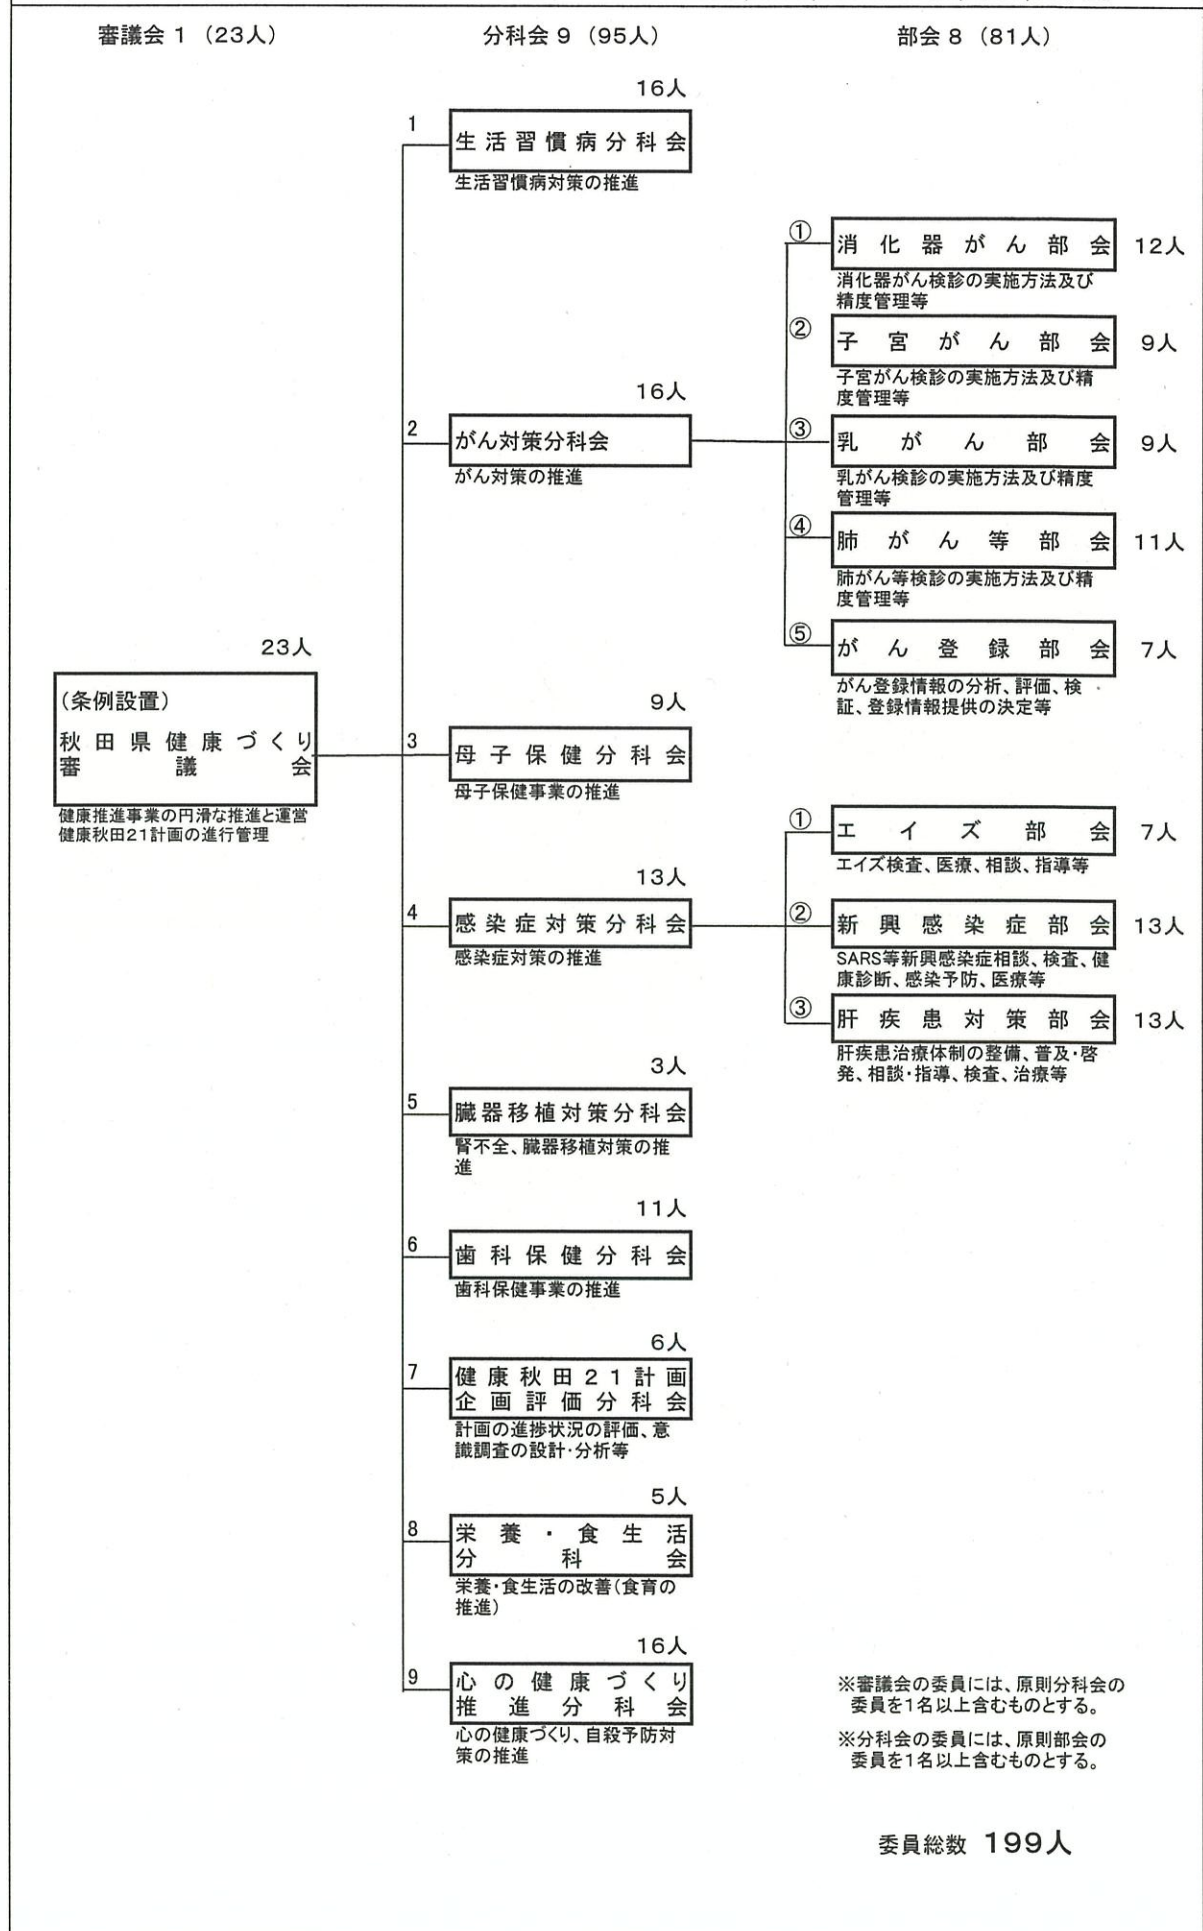 審議会 1 （23人）
分科会 9 （95人）
部会 8 （81人）
23人
（条例設置）
秋田県健康づくり
審議会
健康推進事業の円滑な推進と運営
健康秋田21計画の進行管理
16人
1
生活習慣病分科会
生活習慣病対策の推進
16人
2
がん対策分科会
がん対策の推進
①
消化器がん部会
12人
消化器がん検診の実施方法及び
精度管理等
②
子宮がん部会
9人
子宮がん検診の実施方法及び精
度管理等
③
乳がん部会
9人
乳がん検診の実施方法及び精度
管理等
④
肺がん等部会
11人
肺がん等検診の実施方法及び精
度管理等
⑤
がん登録部会
7人
がん登録情報の分析、評価、検
証、登録情報提供の決定等
9人
3
母子保健分科会
母子保健事業の推進
13人
4
感染症対策分科会
感染症対策の推進
①
エイズ部会
7人
エイズ検査、医療、相談、指導等
②
新興感染症部会
13人
SARS等新興感染症相談、検査、健
康診断、感染予防、医療等
③
肝疾患対策部会
13人
肝疾患治療体制の整備、普及・啓
発、相談・指導、検査、治療等
3人
5
臓器移植対策分科会
腎不全、臓器移植対策の推
進
11人
6
歯科保健分科会
歯科保健事業の推進
6人
7
健康秋田21計画
企画評価分科会
計画の進捗状況の評価、意
識調査の設計・分析等
5人
8
栄養・食生活
分科会
栄養・食生活の改善（食育の
推進）
16人
9
心の健康づくり
推進分科会
心の健康づくり、自殺予防対
策の推進
※審議会の委員には、原則分科会の
委員を1名以上含むものとする。
※分科会の委員には、原則部会の
委員を1名以上含むものとする。
委員総数 199人